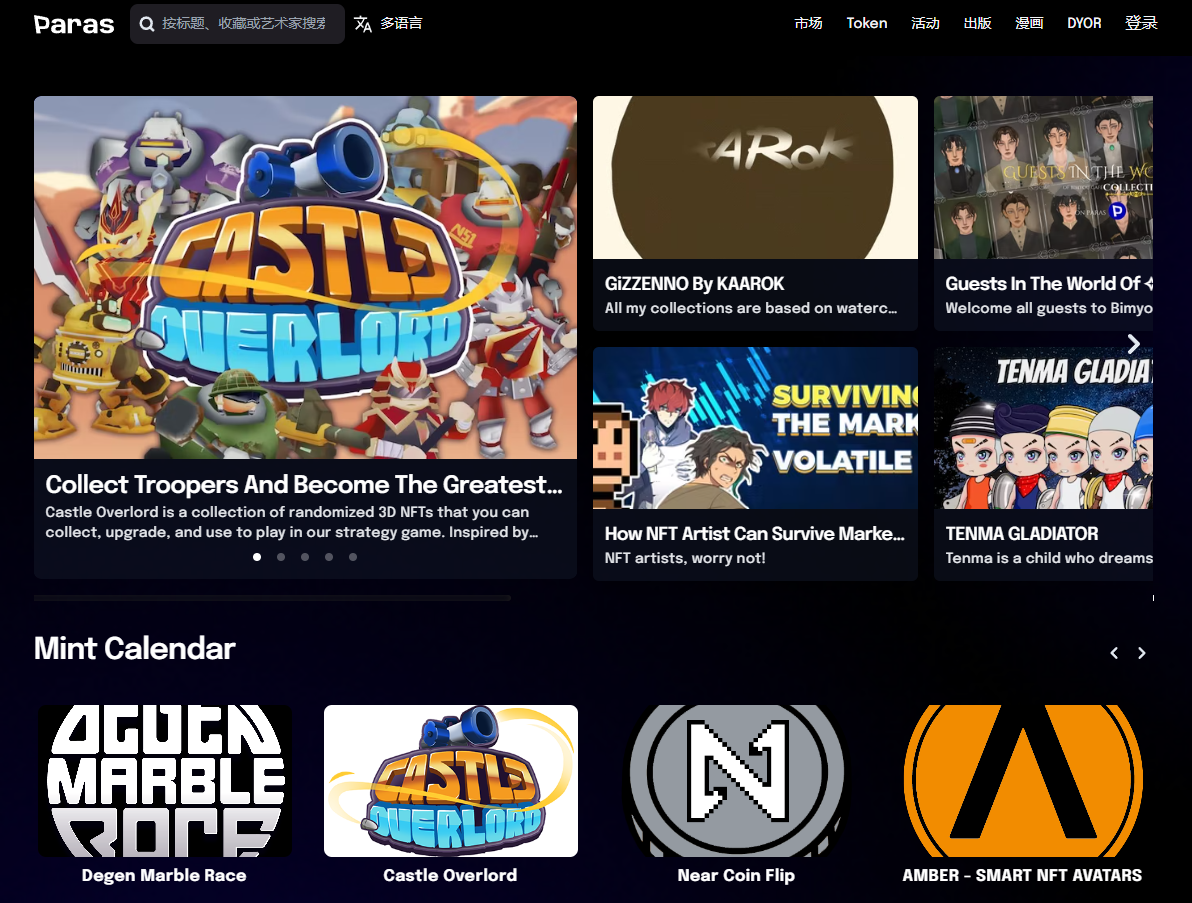 Paras
按标题、收藏或艺术家搜索
多语言
市场
Token
活动
出版
漫画
DYOR
登录
CASTLE
OVERLORD
NS1
AROK
GUESTS IN THE WO
COLLECTI
ON PARAS
P
Collect Troopers And Become The Greatest...
Castle Overlord is a collection of randomized 3D NFTs that you can
collect, upgrade, and use to play in our strategy game. Inspired by...
GiZZENNO By KAAROK
All my collections are based on waterc...
Guests In The World Of
Welcome all guests to Bimyo
SURVIVING
THE MARK
VOLATILE
TENMA GLADIAT
How NFT Artist Can Survive Marke...
NFT artists, worry not!
TENMA GLADIATOR
Tenma is a child who dreams
Mint Calendar
DEGEN
MARBLE
RACE
CASTLE
OVERLORD
Degen Marble Race
Castle Overlord
Near Coin Flip
AMBER - SMART NFT AVATARS